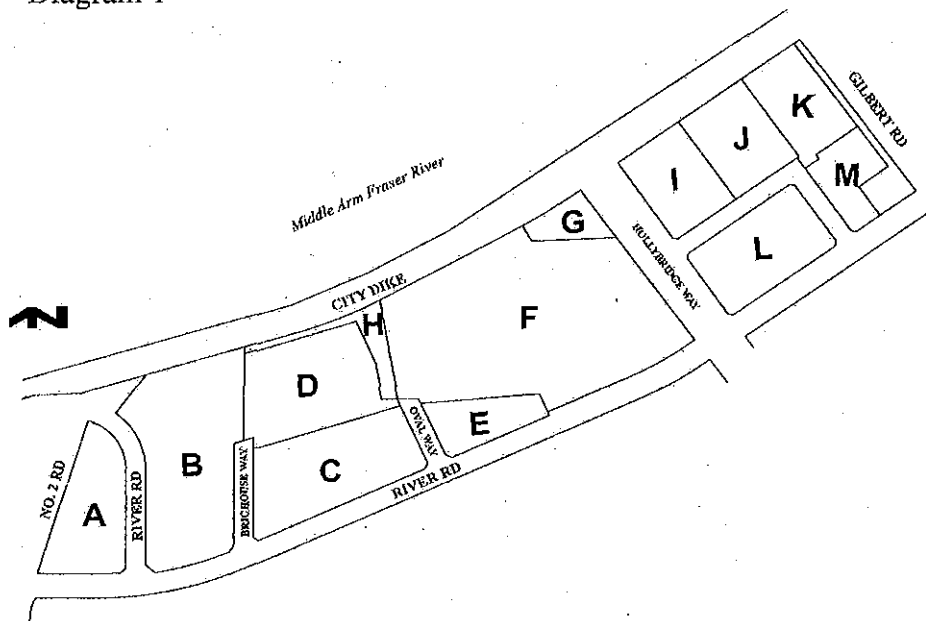 Diagram 1
GILBERT RD
K
J
M
I
Middle Arm Fraser River
G
HOLLYBRIDGE WAY
L
CITY DIKE
H
F
N
D
OVAL WAY
E
B
BRIGHOUSE WAY
C
RIVER RD
NO. 2 RD
A
RIVER RD